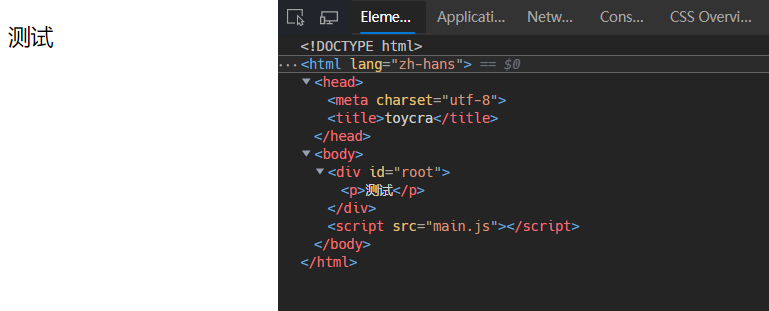 测试
Eleme... Applicati... Netw... Cons... CSS Overvi...
<!DOCTYPE html>
···<html lang="zh-hans"> == $0
<head>
<meta charset="utf-8">
<title>toycra</title>
</head>
<body>
<div id="root">
<p>测试</p>
</div>
<script src="main.js"></script>
</body>
</html>